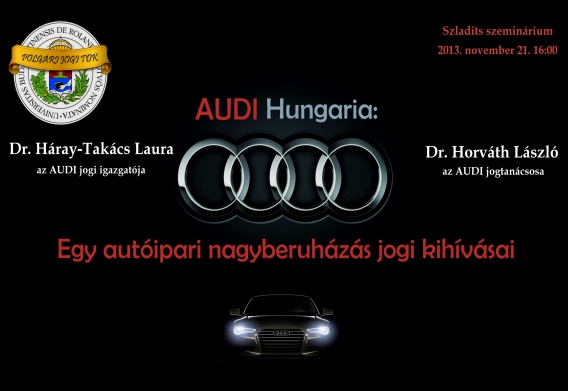 Szladits szeminárium
2013. november 21. 16:00
POLGÁRI JOGI TDK
AUDI Hungaria:
Dr. Háray-Takács Laura
az AUDI jogi igazgatója
Dr. Horváth László
az AUDI jogtanácsosa
Egy autóipari nagyberuházás jogi kihívásai